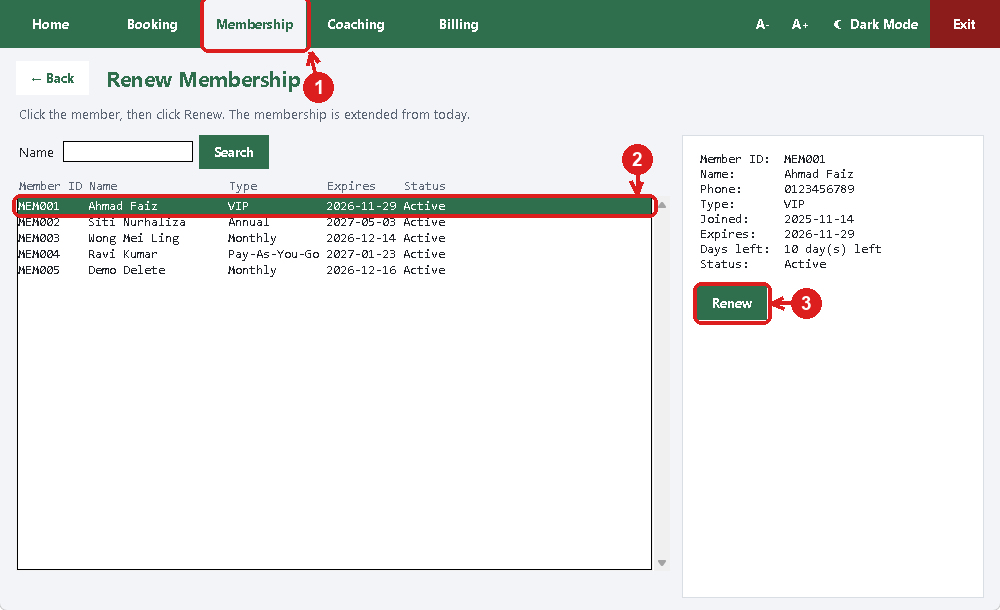 Home Booking Membership Coaching Billing A- A+ ☾ Dark Mode Exit
1
← Back Renew Membership
Click the member, then click Renew. The membership is extended from today.
Name Search
2
Member ID Name Type Expires Status
MEM001 Ahmad Faiz VIP 2026-11-29 Active
MEM002 Siti Nurhaliza Annual 2027-05-03 Active
MEM003 Wong Mei Ling Monthly 2026-12-14 Active
MEM004 Ravi Kumar Pay-As-You-Go 2027-01-23 Active
MEM005 Demo Delete Monthly 2026-12-16 Active
Member ID: MEM001
Name: Ahmad Faiz
Phone: 0123456789
Type: VIP
Joined: 2025-11-14
Expires: 2026-11-29
Days left: 10 day(s) left
Status: Active
Renew
3